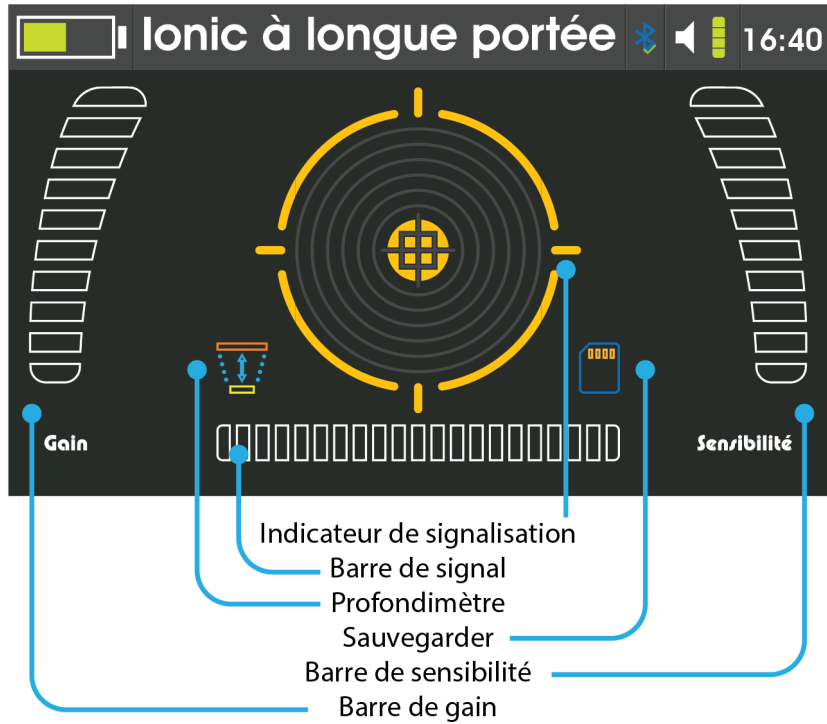 Ionic à longue portée 16:40
Gain
Sensibilité
Indicateur de signalisation
Barre de signal
Profondimètre
Sauvegarder
Barre de sensibilité
Barre de gain